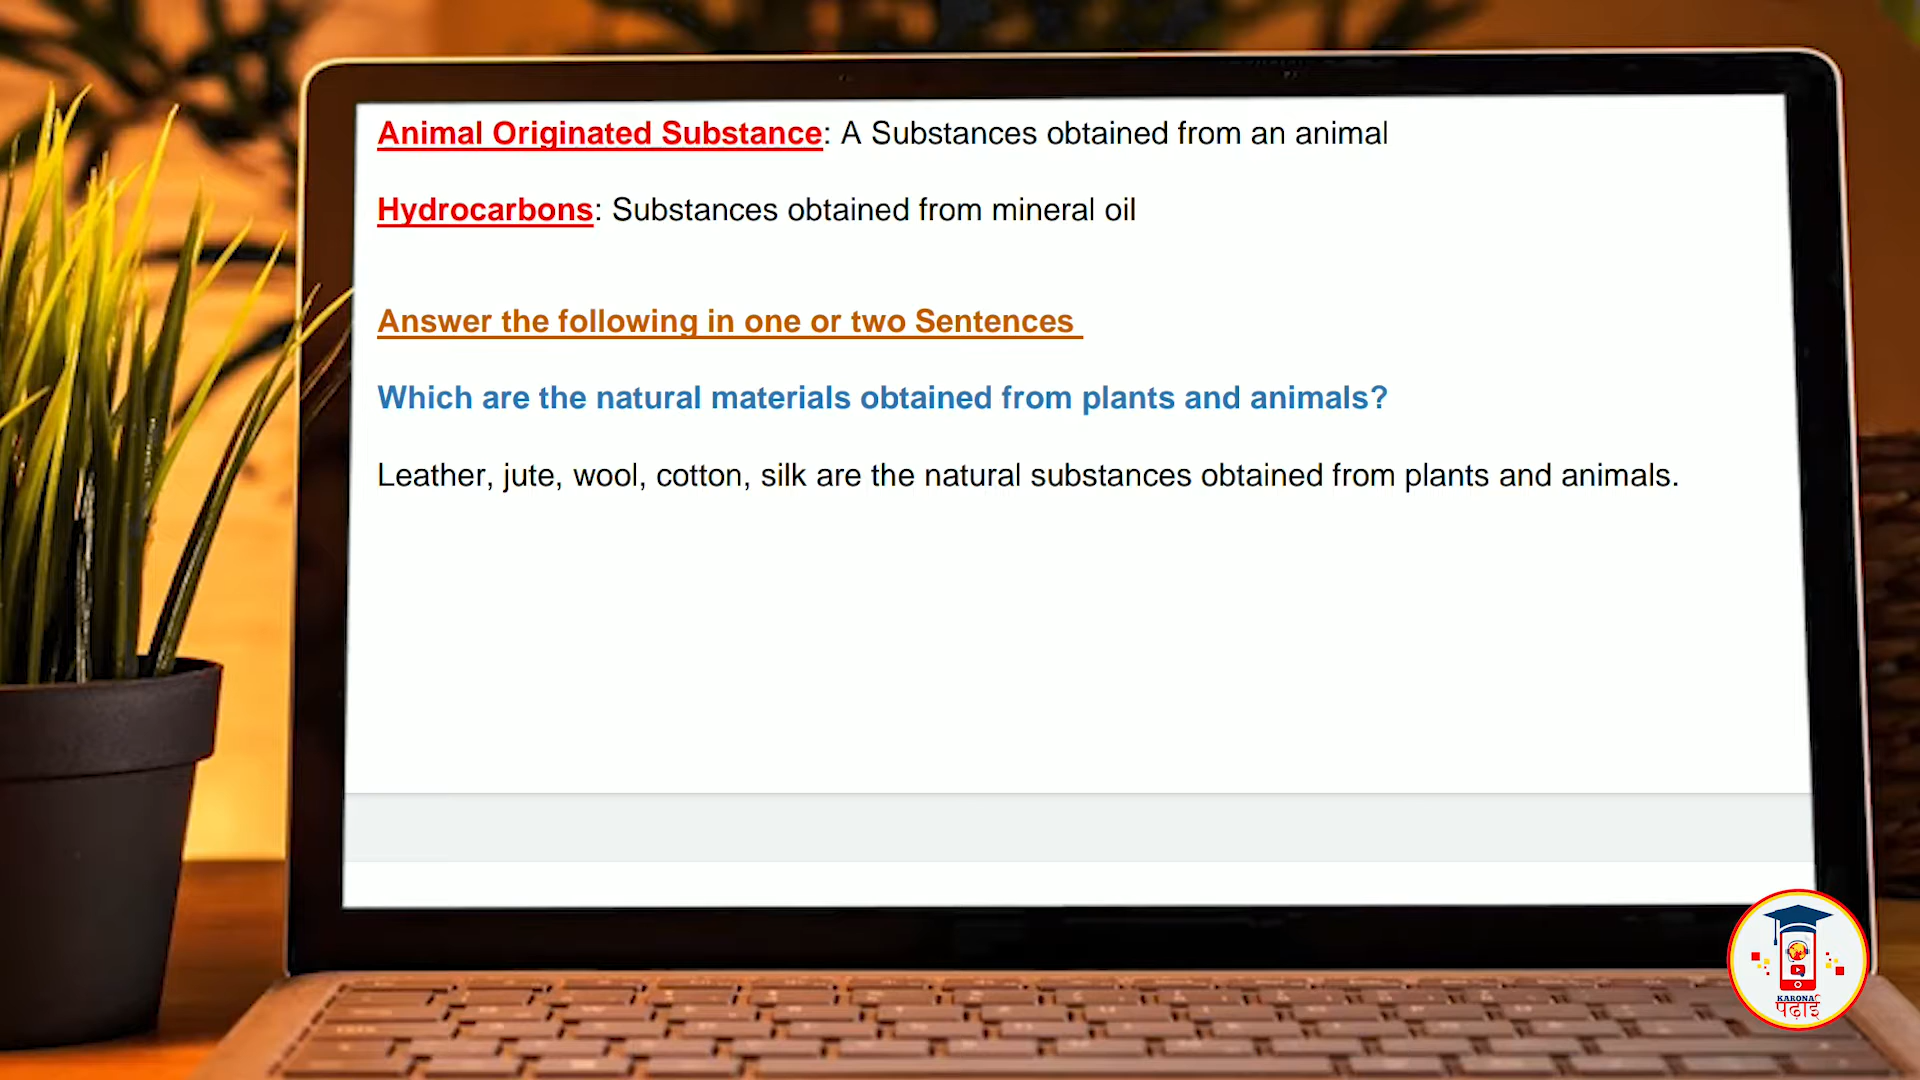 Animal Originated Substance: A Substances obtained from an animal
Hydrocarbons: Substances obtained from mineral oil
Answer the following in one or two Sentences
Which are the natural materials obtained from plants and animals?
Leather, jute, wool, cotton, silk are the natural substances obtained from plants and animals.
KARONA
पढ़ाई